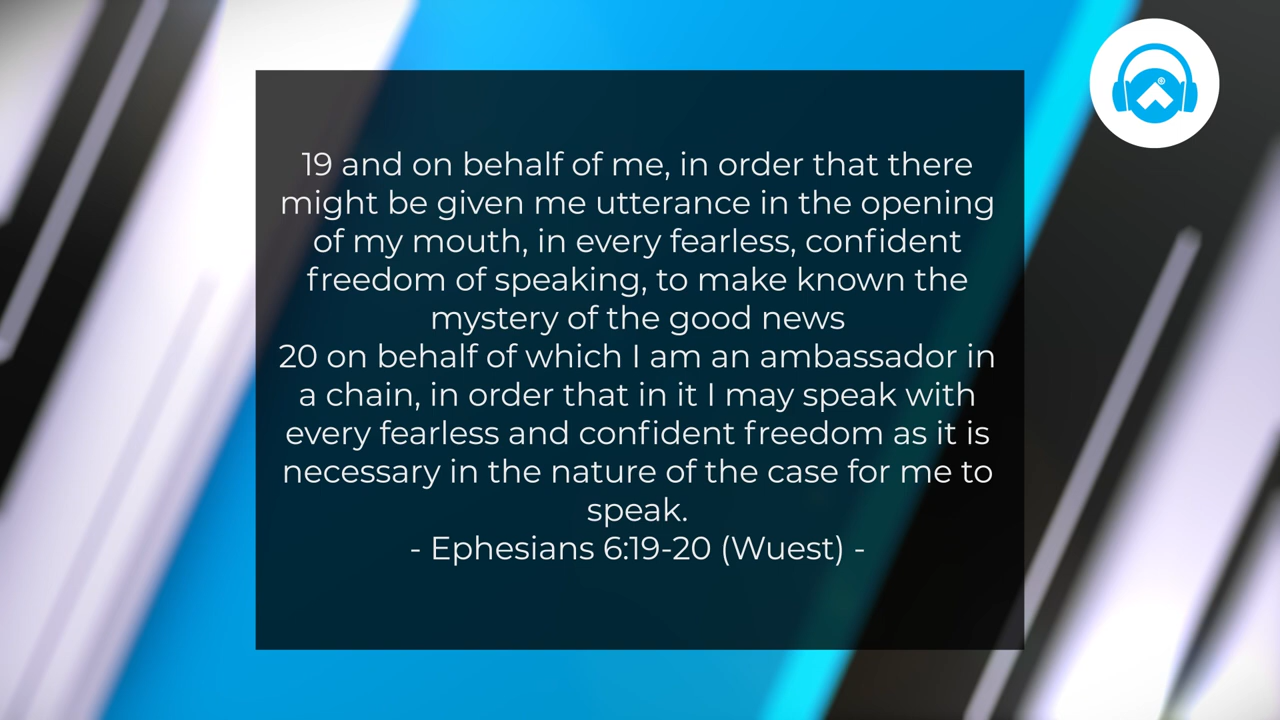 19 and on behalf of me, in order that there
might be given me utterance in the opening
of my mouth, in every fearless, confident
freedom of speaking, to make known the
mystery of the good news
20 on behalf of which I am an ambassador in
a chain, in order that in it I may speak with
every fearless and confident freedom as it is
necessary in the nature of the case for me to
speak.
- Ephesians 6:19-20 (Wuest) -
®